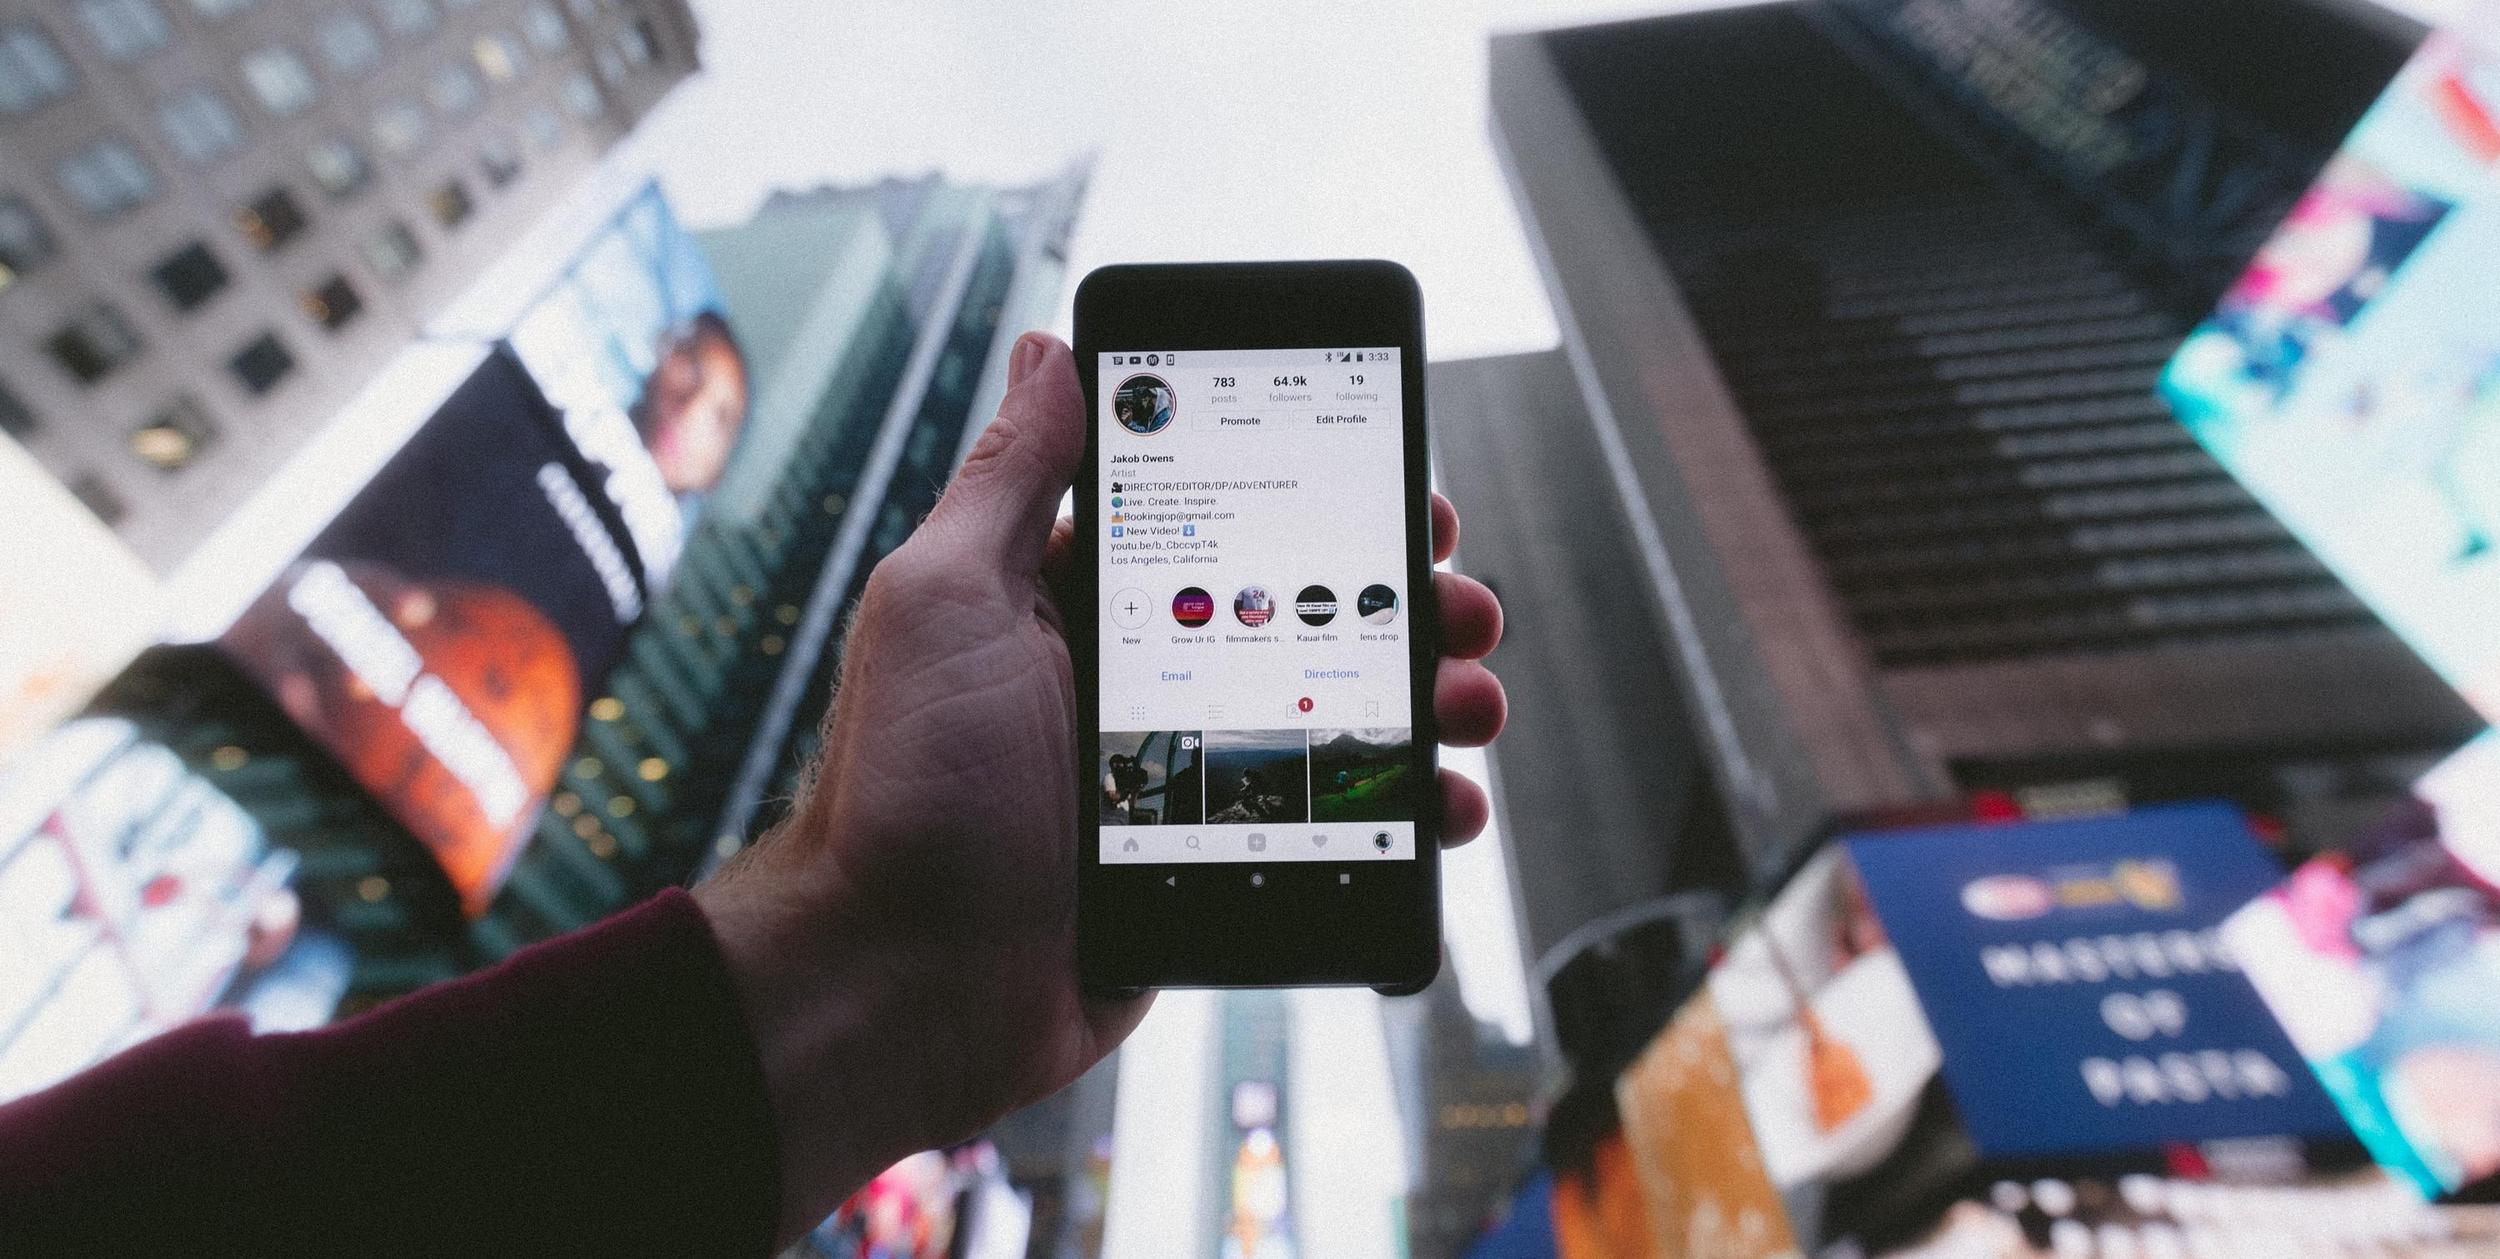 3:33
783 64.9k 19
posts followers following
Promote Edit Profile
Jakob Owens
Artist
DIRECTOR/EDITOR/DP/ADVENTURER
Live. Create. Inspire.
Bookingjop@gmail.com
New Video!
youtu.be/b_CbccvpT4k
Los Angeles, California
24
New Grow Ur IG filmmakers s... Kauai film lens drop
Email Directions
1
MASTERS
OF
PASTA